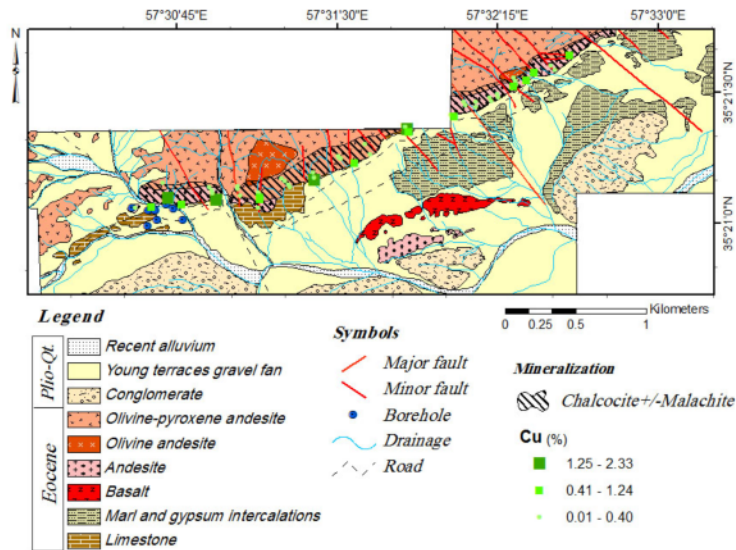 57°30'45"E 57°31'30"E 57°32'15"E 57°33'0"E
N
35°21'30"N
35°21'0"N
Kilometers
0 0.25 0.5 1
Legend
Plio-Qt.
Recent alluvium
Young terraces gravel fan
Conglomerate
Eocene
Olivine-pyroxene andesite
Olivine andesite
Andesite
Basalt
Marl and gypsum intercalations
Limestone
Symbols
Major fault
Minor fault
Borehole
Drainage
Road
Mineralization
Chalcocite+/-Malachite
Cu (%)
1.25 - 2.33
0.41 - 1.24
0.01 - 0.40